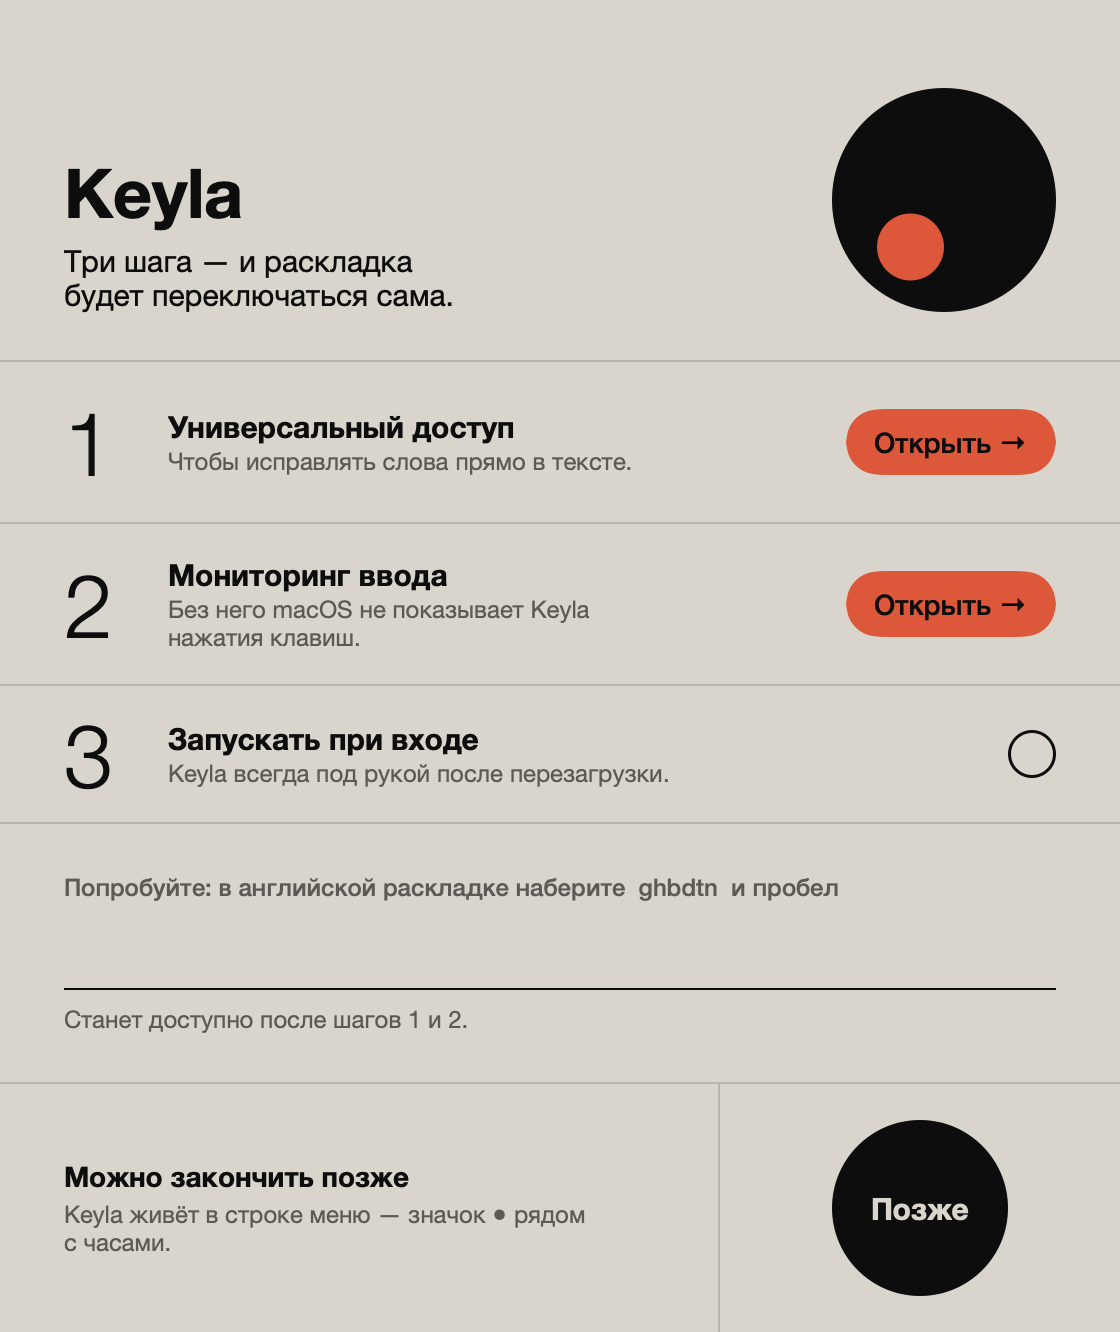 Keyla
Три шага — и раскладка
будет переключаться сама.
1
Универсальный доступ
Чтобы исправлять слова прямо в тексте.
Открыть →
2
Мониторинг ввода
Без него macOS не показывает Keyla
нажатия клавиш.
Открыть →
3
Запускать при входе
Keyla всегда под рукой после перезагрузки.
Попробуйте: в английской раскладке наберите ghbdtn и пробел
Станет доступно после шагов 1 и 2.
Можно закончить позже
Keyla живёт в строке меню — значок ● рядом
с часами.
Позже